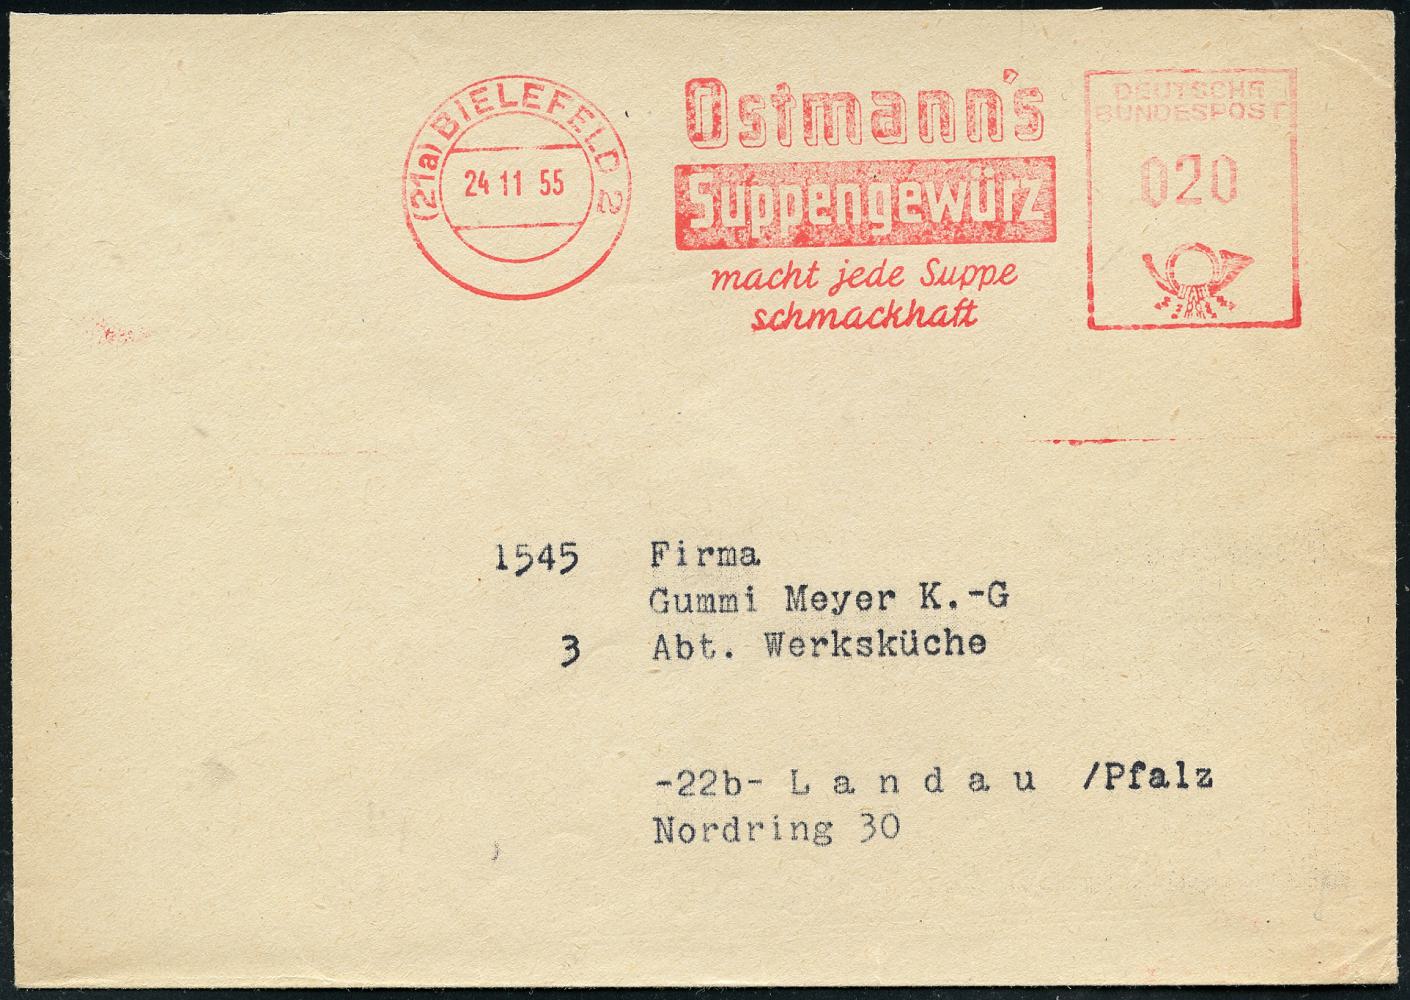 (21a) BIELEFELD 2
24 11 55
Ostmann's
Suppengewürz
macht jede Suppe
schmackhaft
DEUTSCHE
BUNDESPOST
020
1545 Firma
Gummi Meyer K.-G
3 Abt. Werksküche
-22b- Landau /Pfalz
Nordring 30